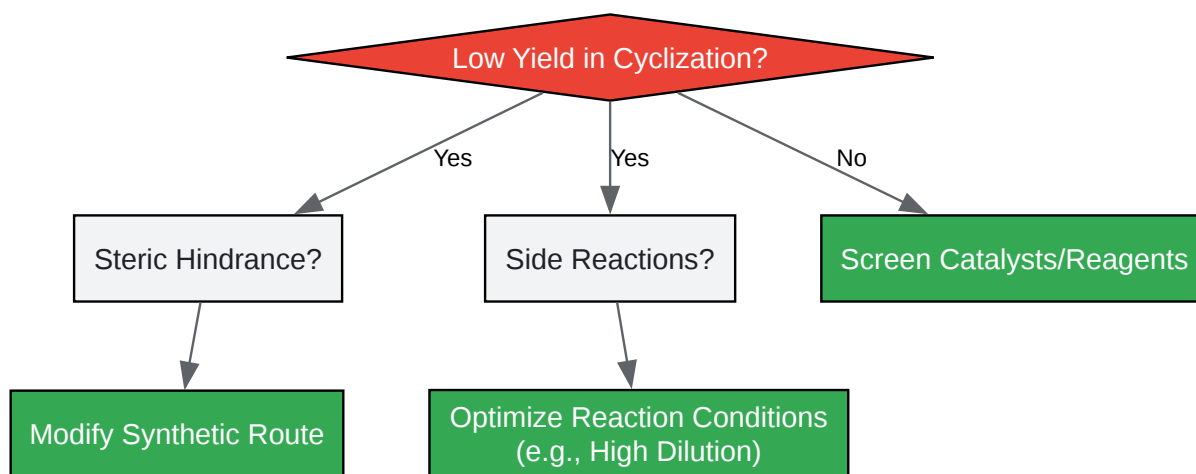 Low Yield in Cyclization?
Yes
Yes
No
Steric Hindrance?
Side Reactions?
Screen Catalysts/Reagents
Modify Synthetic Route
Optimize Reaction Conditions
(e.g., High Dilution)